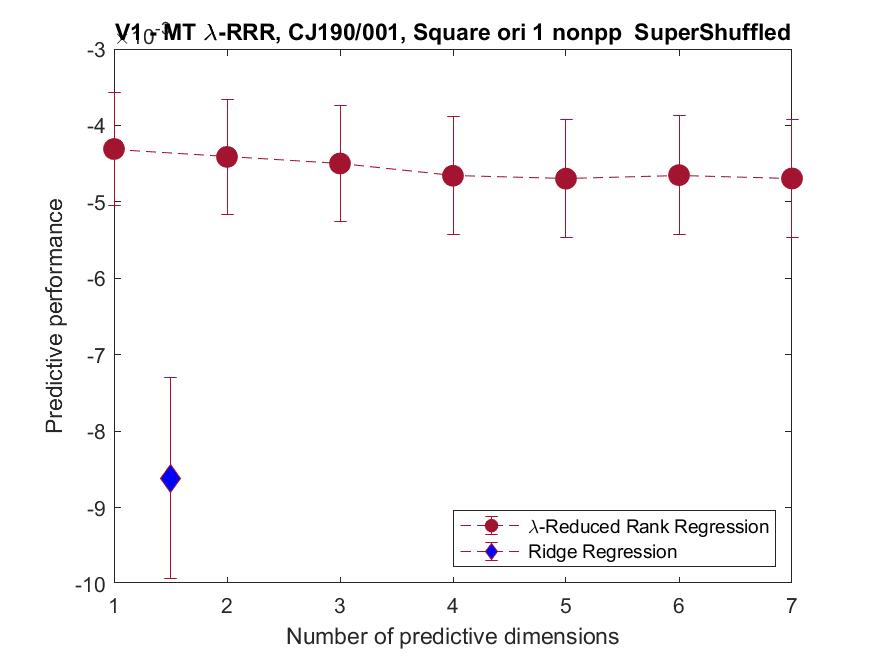 V1 - MT λ-RRR, CJ190/001, Square ori 1 nonpp SuperShuffled
×10⁻³
-3
-4
-5
-6
-7
-8
-9
-10
Predictive performance
λ-Reduced Rank Regression
Ridge Regression
1 2 3 4 5 6 7
Number of predictive dimensions